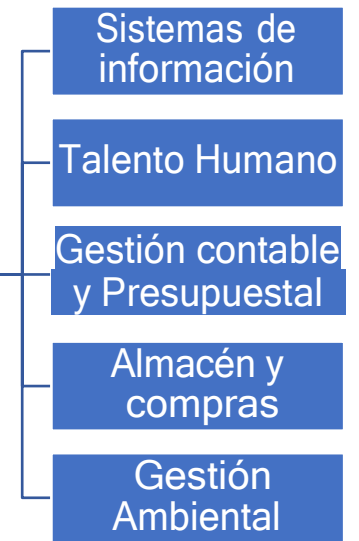 Sistemas de
información
Talento Humano
Gestión contable
y Presupuestal
Almacén y
compras
Gestión
Ambiental